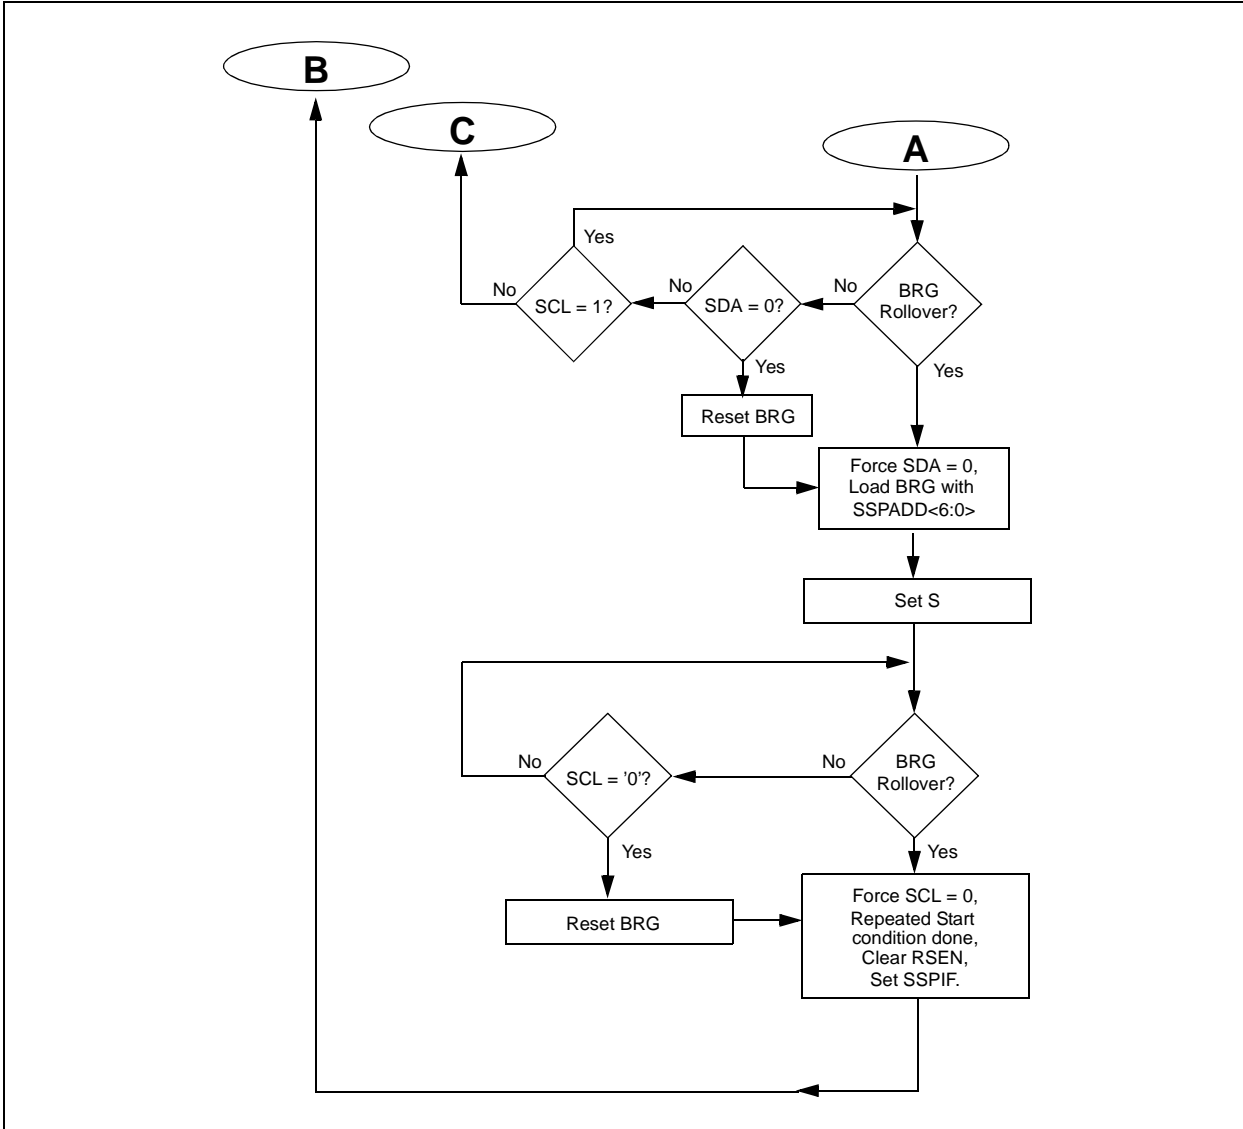 B
C
A
Yes
No
SCL = 1?
No
SDA = 0?
No
BRG
Rollover?
Yes
Yes
Reset BRG
Force SDA = 0,
Load BRG with
SSPADD<6:0>
Set S
No
SCL = '0'?
No
BRG
Rollover?
Yes
Yes
Reset BRG
Force SCL = 0,
Repeated Start
condition done,
Clear RSEN,
Set SSPIF.